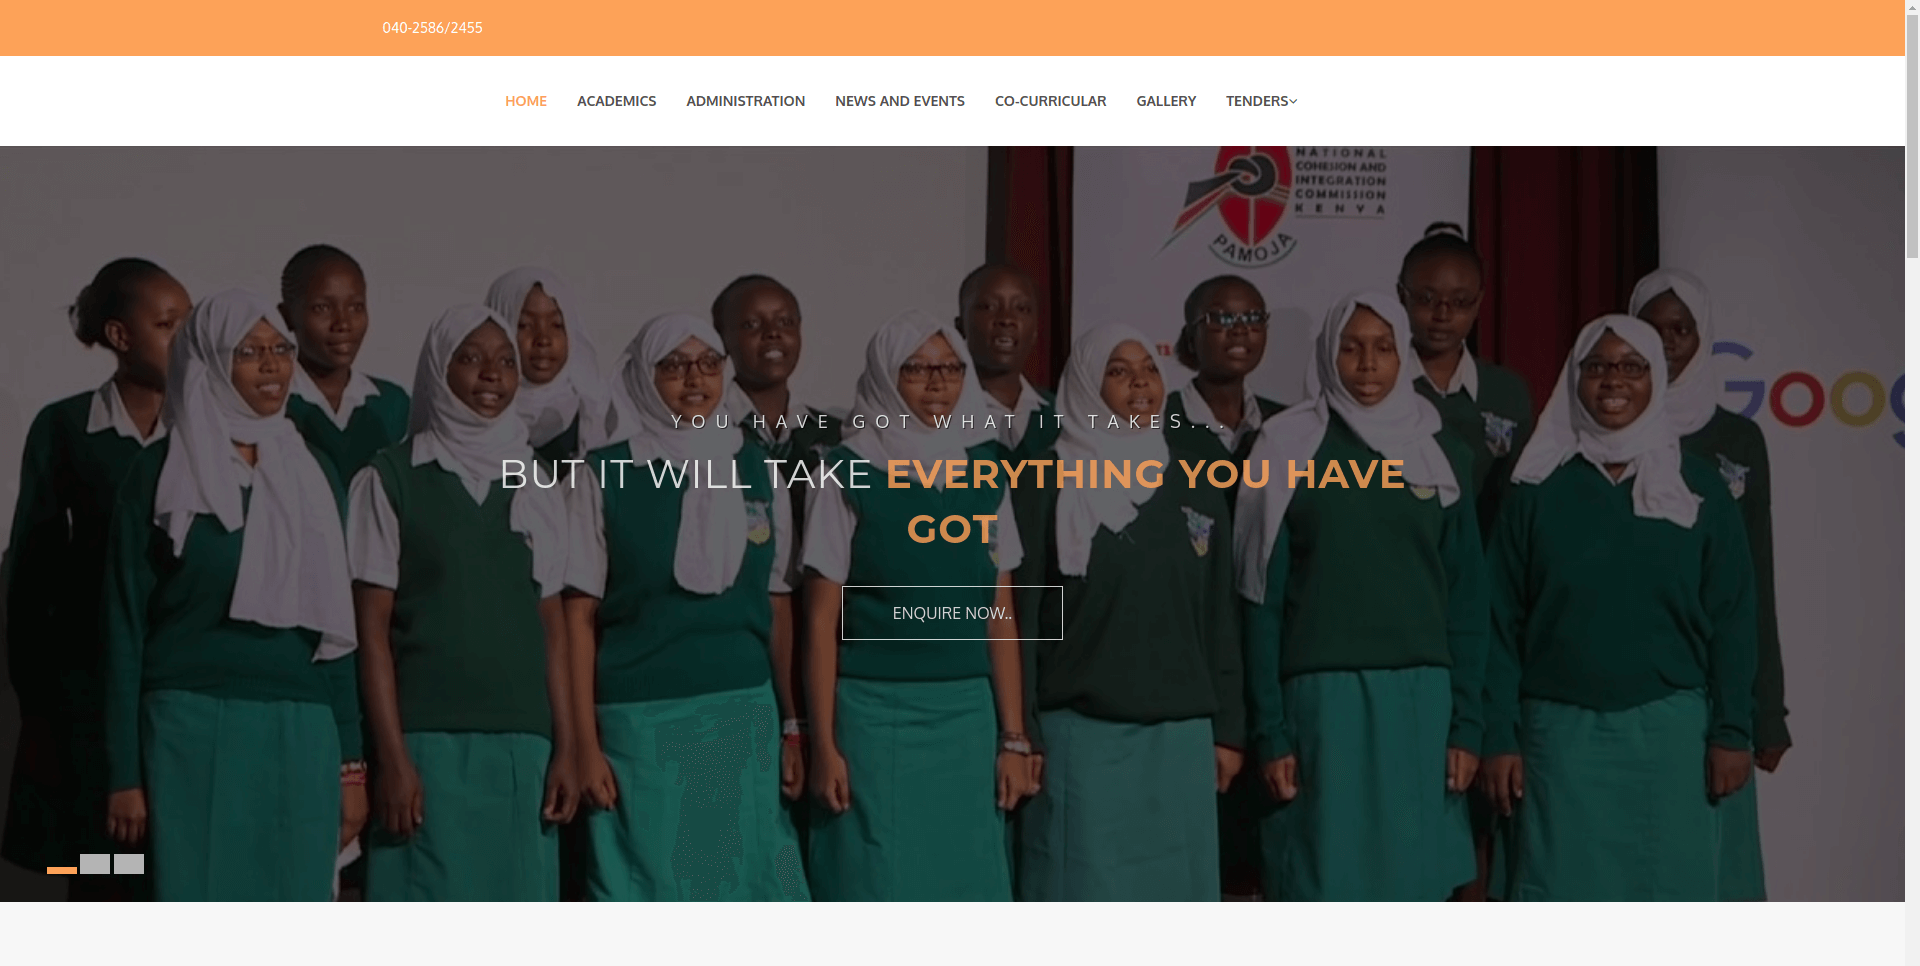 040-2586/2455
HOME ACADEMICS ADMINISTRATION NEWS AND EVENTS CO-CURRICULAR GALLERY TENDERS
NATIONAL
COHESION AND
INTEGRATION
COMMISSION
KENYA
PAMOJA
Goog
YOU HAVE GOT WHAT IT TAKES...
BUT IT WILL TAKE EVERYTHING YOU HAVE
GOT
ENQUIRE NOW..